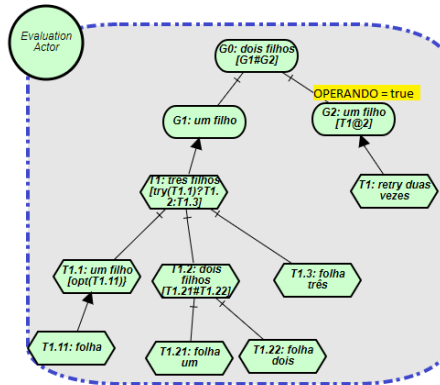 Evaluation
Actor
G0: dois filhos
[G1#G2]
OPERANDO = true
G1: um filho
G2: um filho
[T1@2]
T1: três filhos
[try(T1.1)?T1.
2:T1.3]
T1: retry duas
vezes
T1.1: um filho
[opt(T1.11)]
T1.2: dois
filhos
[T1.21#T1.22]
T1.3: folha
três
T1.11: folha
T1.21: folha
um
T1.22: folha
dois